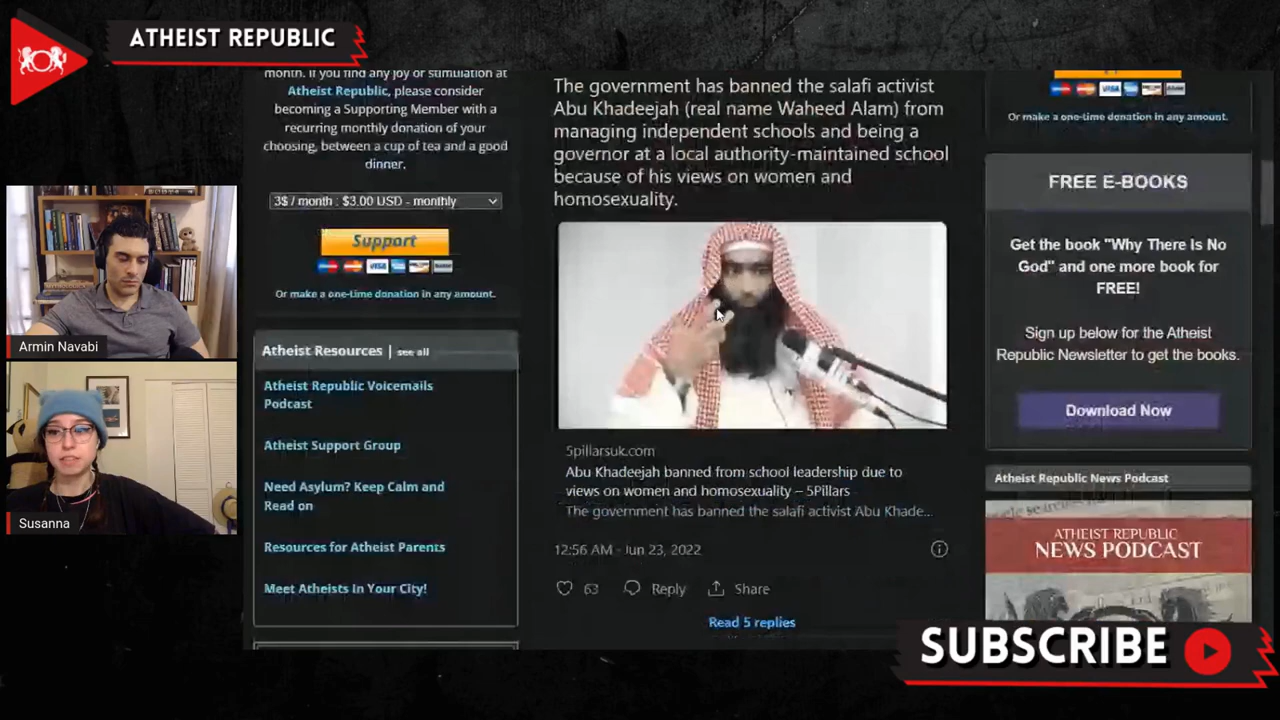 ATHEIST REPUBLIC
month. If you find any joy or stimulation at
Atheist Republic, please consider
becoming a Supporting Member with a
recurring monthly donation of your
choosing, between a cup of tea and a good
dinner.
3$ / month : $3.00 USD - monthly
Support
Or make a one-time donation in any amount.
Atheist Resources | see all
Atheist Republic Voicemails
Podcast
Atheist Support Group
Need Asylum? Keep Calm and
Read on
Resources for Atheist Parents
Meet Atheists In Your City!
The government has banned the salafi activist
Abu Khadeejah (real name Waheed Alam) from
managing independent schools and being a
governor at a local authority-maintained school
because of his views on women and
homosexuality.
5pillarsuk.com
Abu Khadeejah banned from school leadership due to
views on women and homosexuality – 5Pillars
The government has banned the salafi activist Abu Khade...
12:56 AM · Jun 23, 2022
63
Reply
Share
Read 5 replies
Or make a one-time donation in any amount.
FREE E-BOOKS
Get the book "Why There is No
God" and one more book for
FREE!
Sign up below for the Atheist
Republic Newsletter to get the books.
Download Now
Atheist Republic News Podcast
ATHEIST REPUBLIC
NEWS PODCAST
Armin Navabi
Susanna
SUBSCRIBE